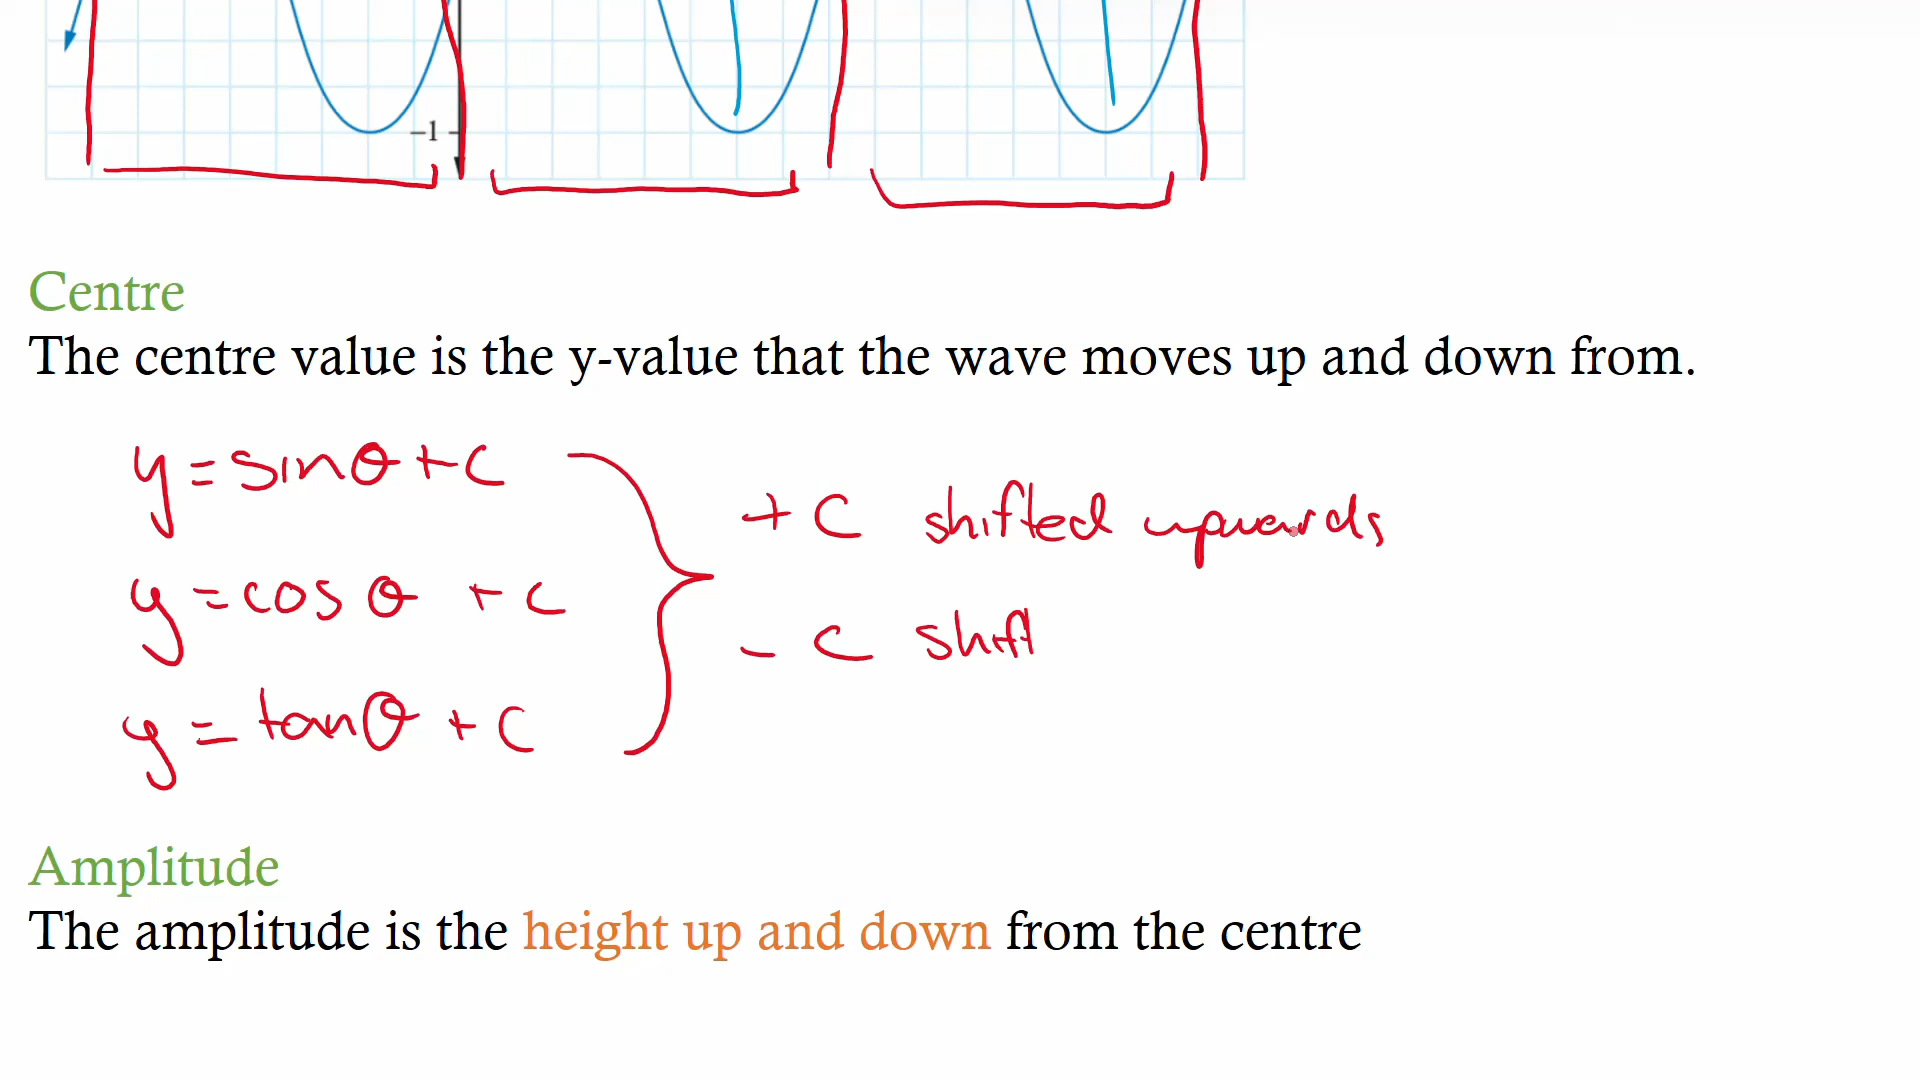 –1
Centre
The centre value is the y-value that the wave moves up and down from.
y = sinθ + c
+ c shifted upwards
y = cos θ + c
- c shift
y = tanθ + c
Amplitude
The amplitude is the height up and down from the centre